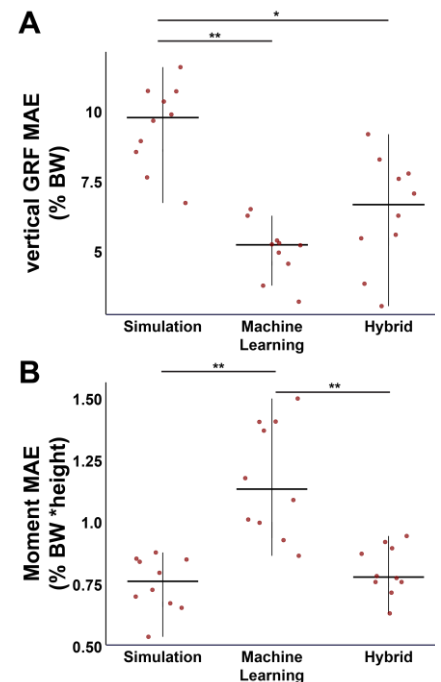 A
*
**
vertical GRF MAE
(% BW)
10
7.5
5
Simulation
Machine
Learning
Hybrid
B
**
**
Moment MAE
(% BW *height)
1.50
1.25
1.0
0.75
0.50
Simulation
Machine
Learning
Hybrid